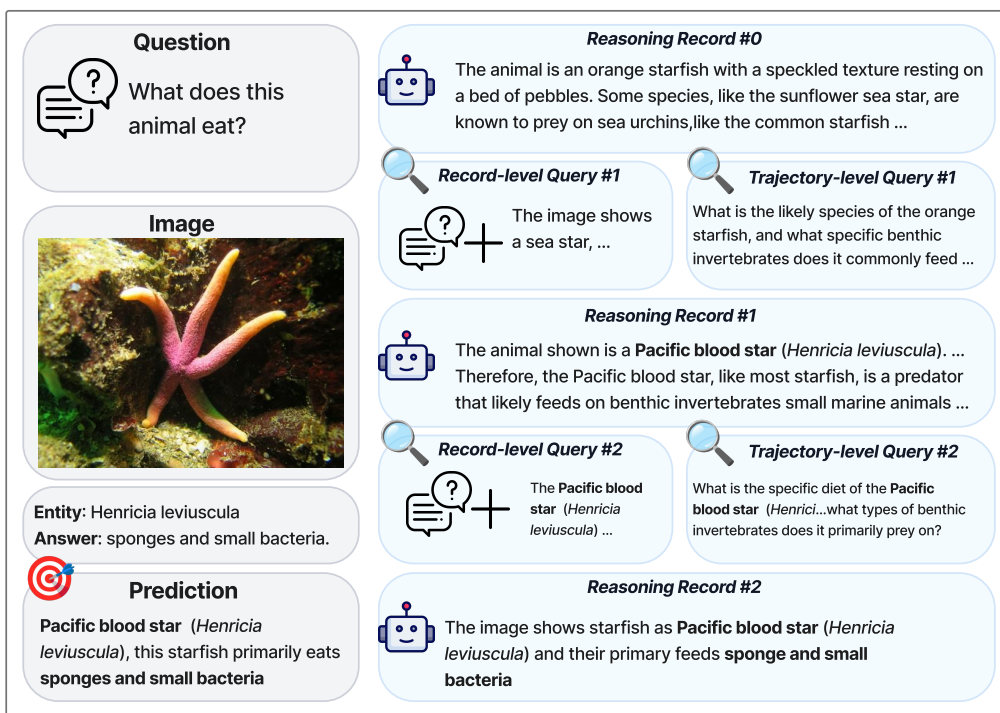 Question
?
What does this
animal eat?
Image
Entity: Henricia leviuscula
Answer: sponges and small bacteria.
Prediction
Pacific blood star (Henricia
leviuscula), this starfish primarily eats
sponges and small bacteria
Reasoning Record #0
The animal is an orange starfish with a speckled texture resting on
a bed of pebbles. Some species, like the sunflower sea star, are
known to prey on sea urchins,like the common starfish ...
Record-level Query #1
?
The image shows
a sea star, ...
Trajectory-level Query #1
What is the likely species of the orange
starfish, and what specific benthic
invertebrates does it commonly feed ...
Reasoning Record #1
The animal shown is a Pacific blood star (Henricia leviuscula). ...
Therefore, the Pacific blood star, like most starfish, is a predator
that likely feeds on benthic invertebrates small marine animals ...
Record-level Query #2
?
The Pacific blood
star (Henricia
leviuscula) ...
Trajectory-level Query #2
What is the specific diet of the Pacific
blood star (Henrici...what types of benthic
invertebrates does it primarily prey on?
Reasoning Record #2
The image shows starfish as Pacific blood star (Henricia
leviuscula) and their primary feeds sponge and small
bacteria